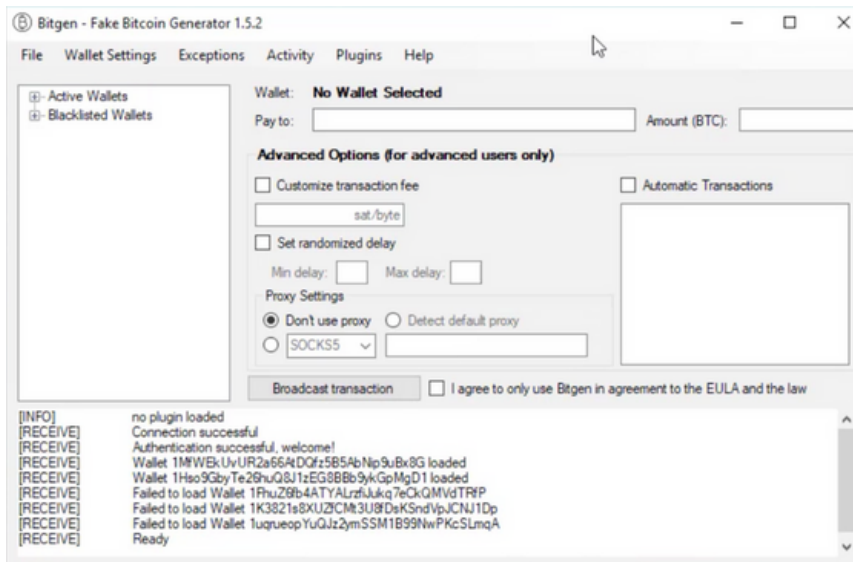 Bitgen - Fake Bitcoin Generator 1.5.2
File Wallet Settings Exceptions Activity Plugins Help
Active Wallets
Blacklisted Wallets
Wallet: No Wallet Selected
Pay to: Amount (BTC):
Advanced Options (for advanced users only)
Customize transaction fee Automatic Transactions
sat/byte
Set randomized delay
Min delay: Max delay:
Proxy Settings
Don't use proxy Detect default proxy
SOCKS5
Broadcast transaction I agree to only use Bitgen in agreement to the EULA and the law
[INFO] no plugin loaded
[RECEIVE] Connection successful
[RECEIVE] Authentication successful, welcome!
[RECEIVE] Wallet loaded
[RECEIVE] Wallet loaded
[RECEIVE] Failed to load Wallet
[RECEIVE] Failed to load Wallet
[RECEIVE] Failed to load Wallet
[RECEIVE] Ready